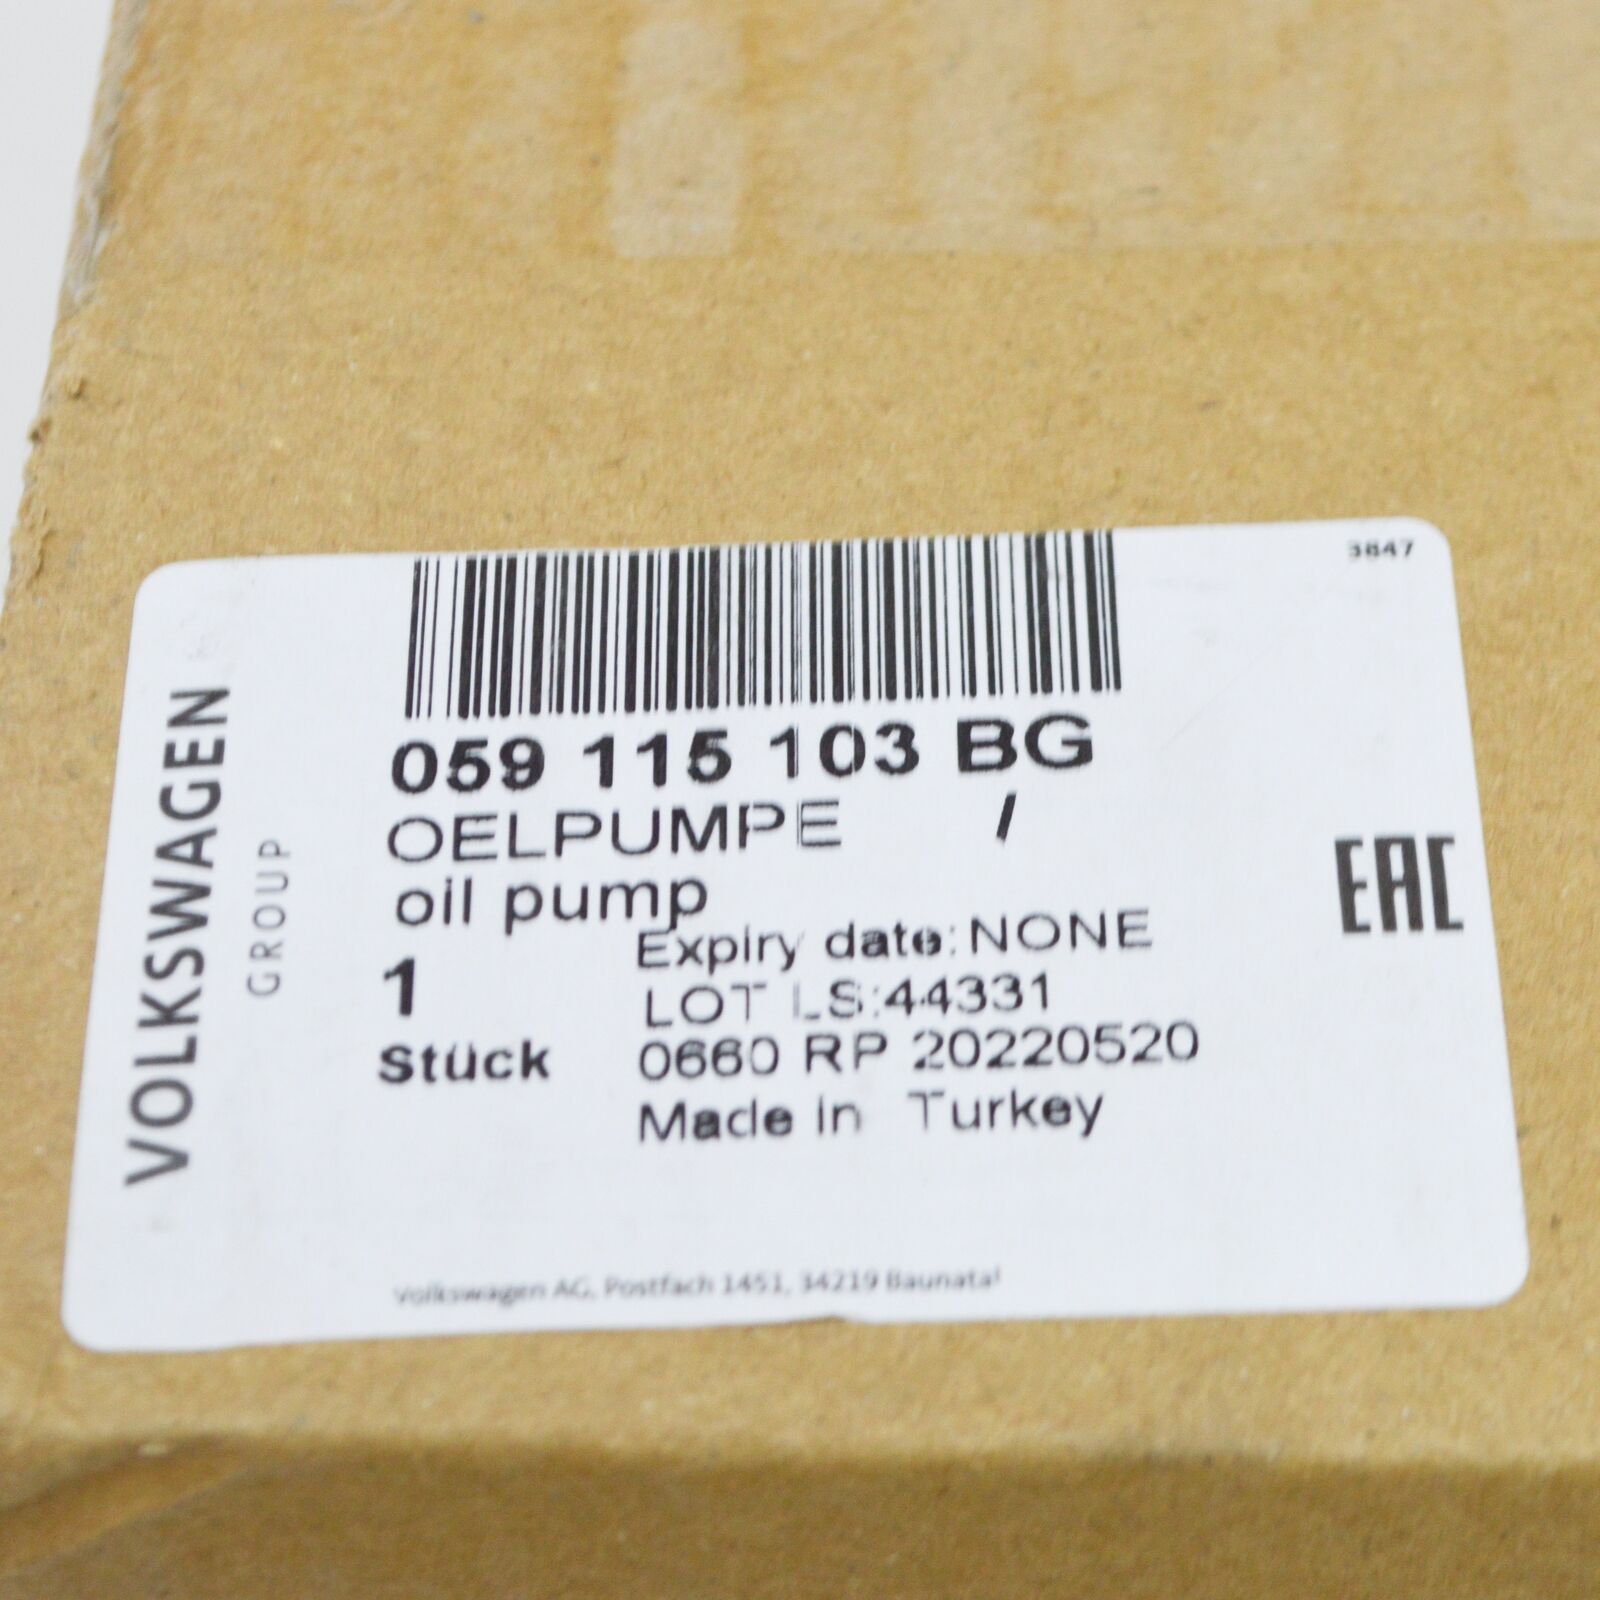 3847
VOLKSWAGEN
GROUP
059 115 103 BG
OELPUMPE /
oil pump
Expiry date:NONE
1
LOT LS:44331
Stück
0660 RP 20220520
Made in Turkey
EAC
Volkswagen AG, Postfach 1451, 34219 Baunatal